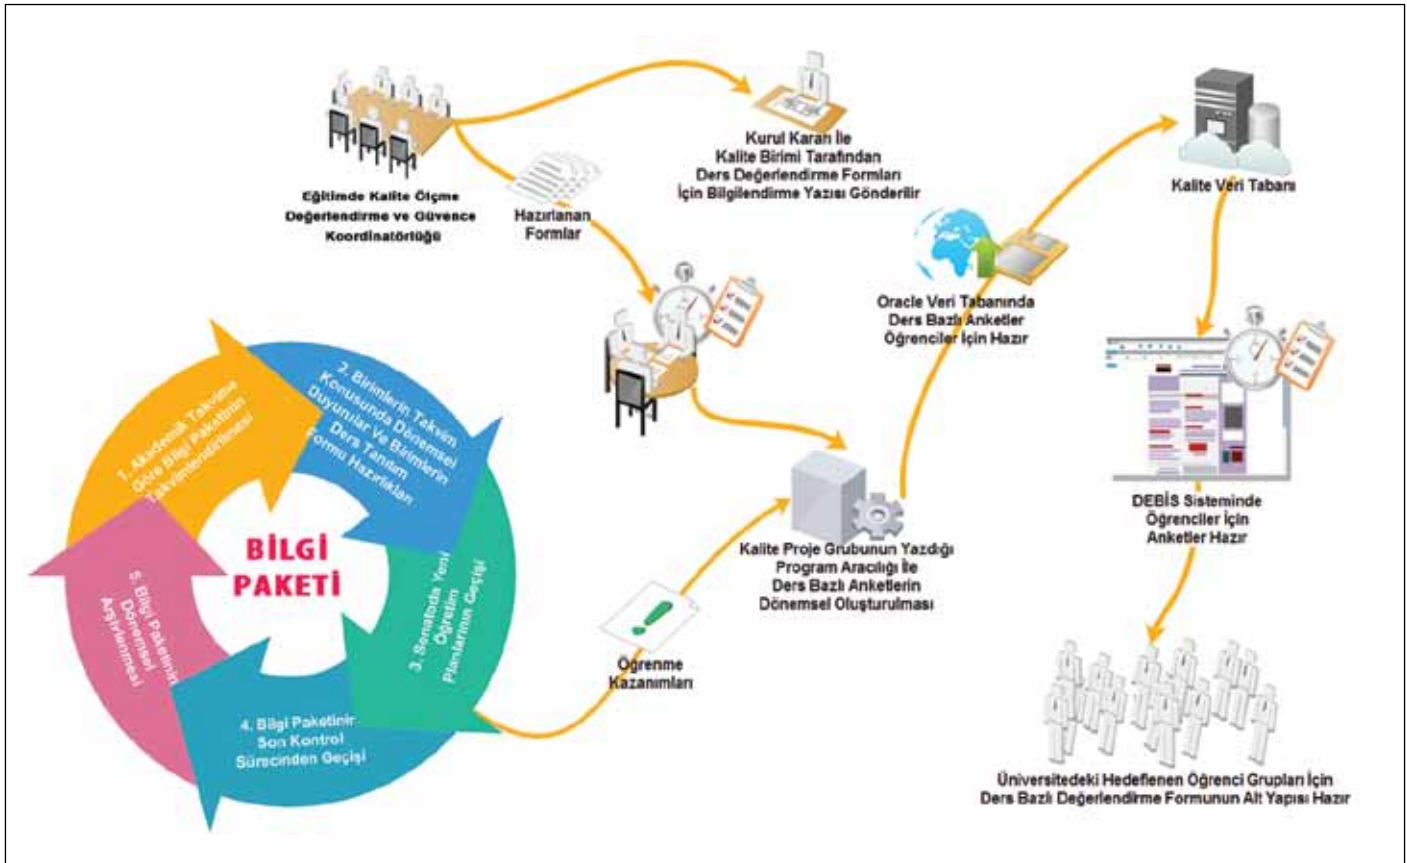 Eğitimde Kalite Ölçme
Değerlendirme ve Güvence
Koordinatörlüğü
Hazırlanan
Formlar
Kurul Kararı İle
Kalite Birimi Tarafından
Ders Değerlendirme Formları
İçin Bilgilendirme Yazısı Gönderilir
Kalite Veri Tabanı
Oracle Veri Tabanında
Ders Bazlı Anketler
Öğrenciler İçin Hazır
DEBİS Sisteminde
Öğrenciler İçin
Anketler Hazır
Kalite Proje Grubunun Yazdığı
Program Aracılığı İle
Ders Bazlı Anketlerin
Dönemsel Oluşturulması
Öğrenme
Kazanımları
Üniversitedeki Hedeflenen Öğrenci Grupları İçin
Ders Bazlı Değerlendirme Formunun Alt Yapısı Hazır
BİLGİ
PAKETİ
1. Akademik Takvime
Göre Bilgi Paketinin
Takvimlendirilmesi
2. Birimlerin Takvim
Konusunda Dönemsel
Duyurular Ve Birimlerin
Ders Tanıtım
Formu Hazırlıkları
3. Senatoda Yeni
Öğretim
Planlarının Geçişi
4. Bilgi Paketinin
Son Kontrol
Sürecinden Geçişi
5. Bilgi Paketinin
Dönemsel
Arşivlenmesi